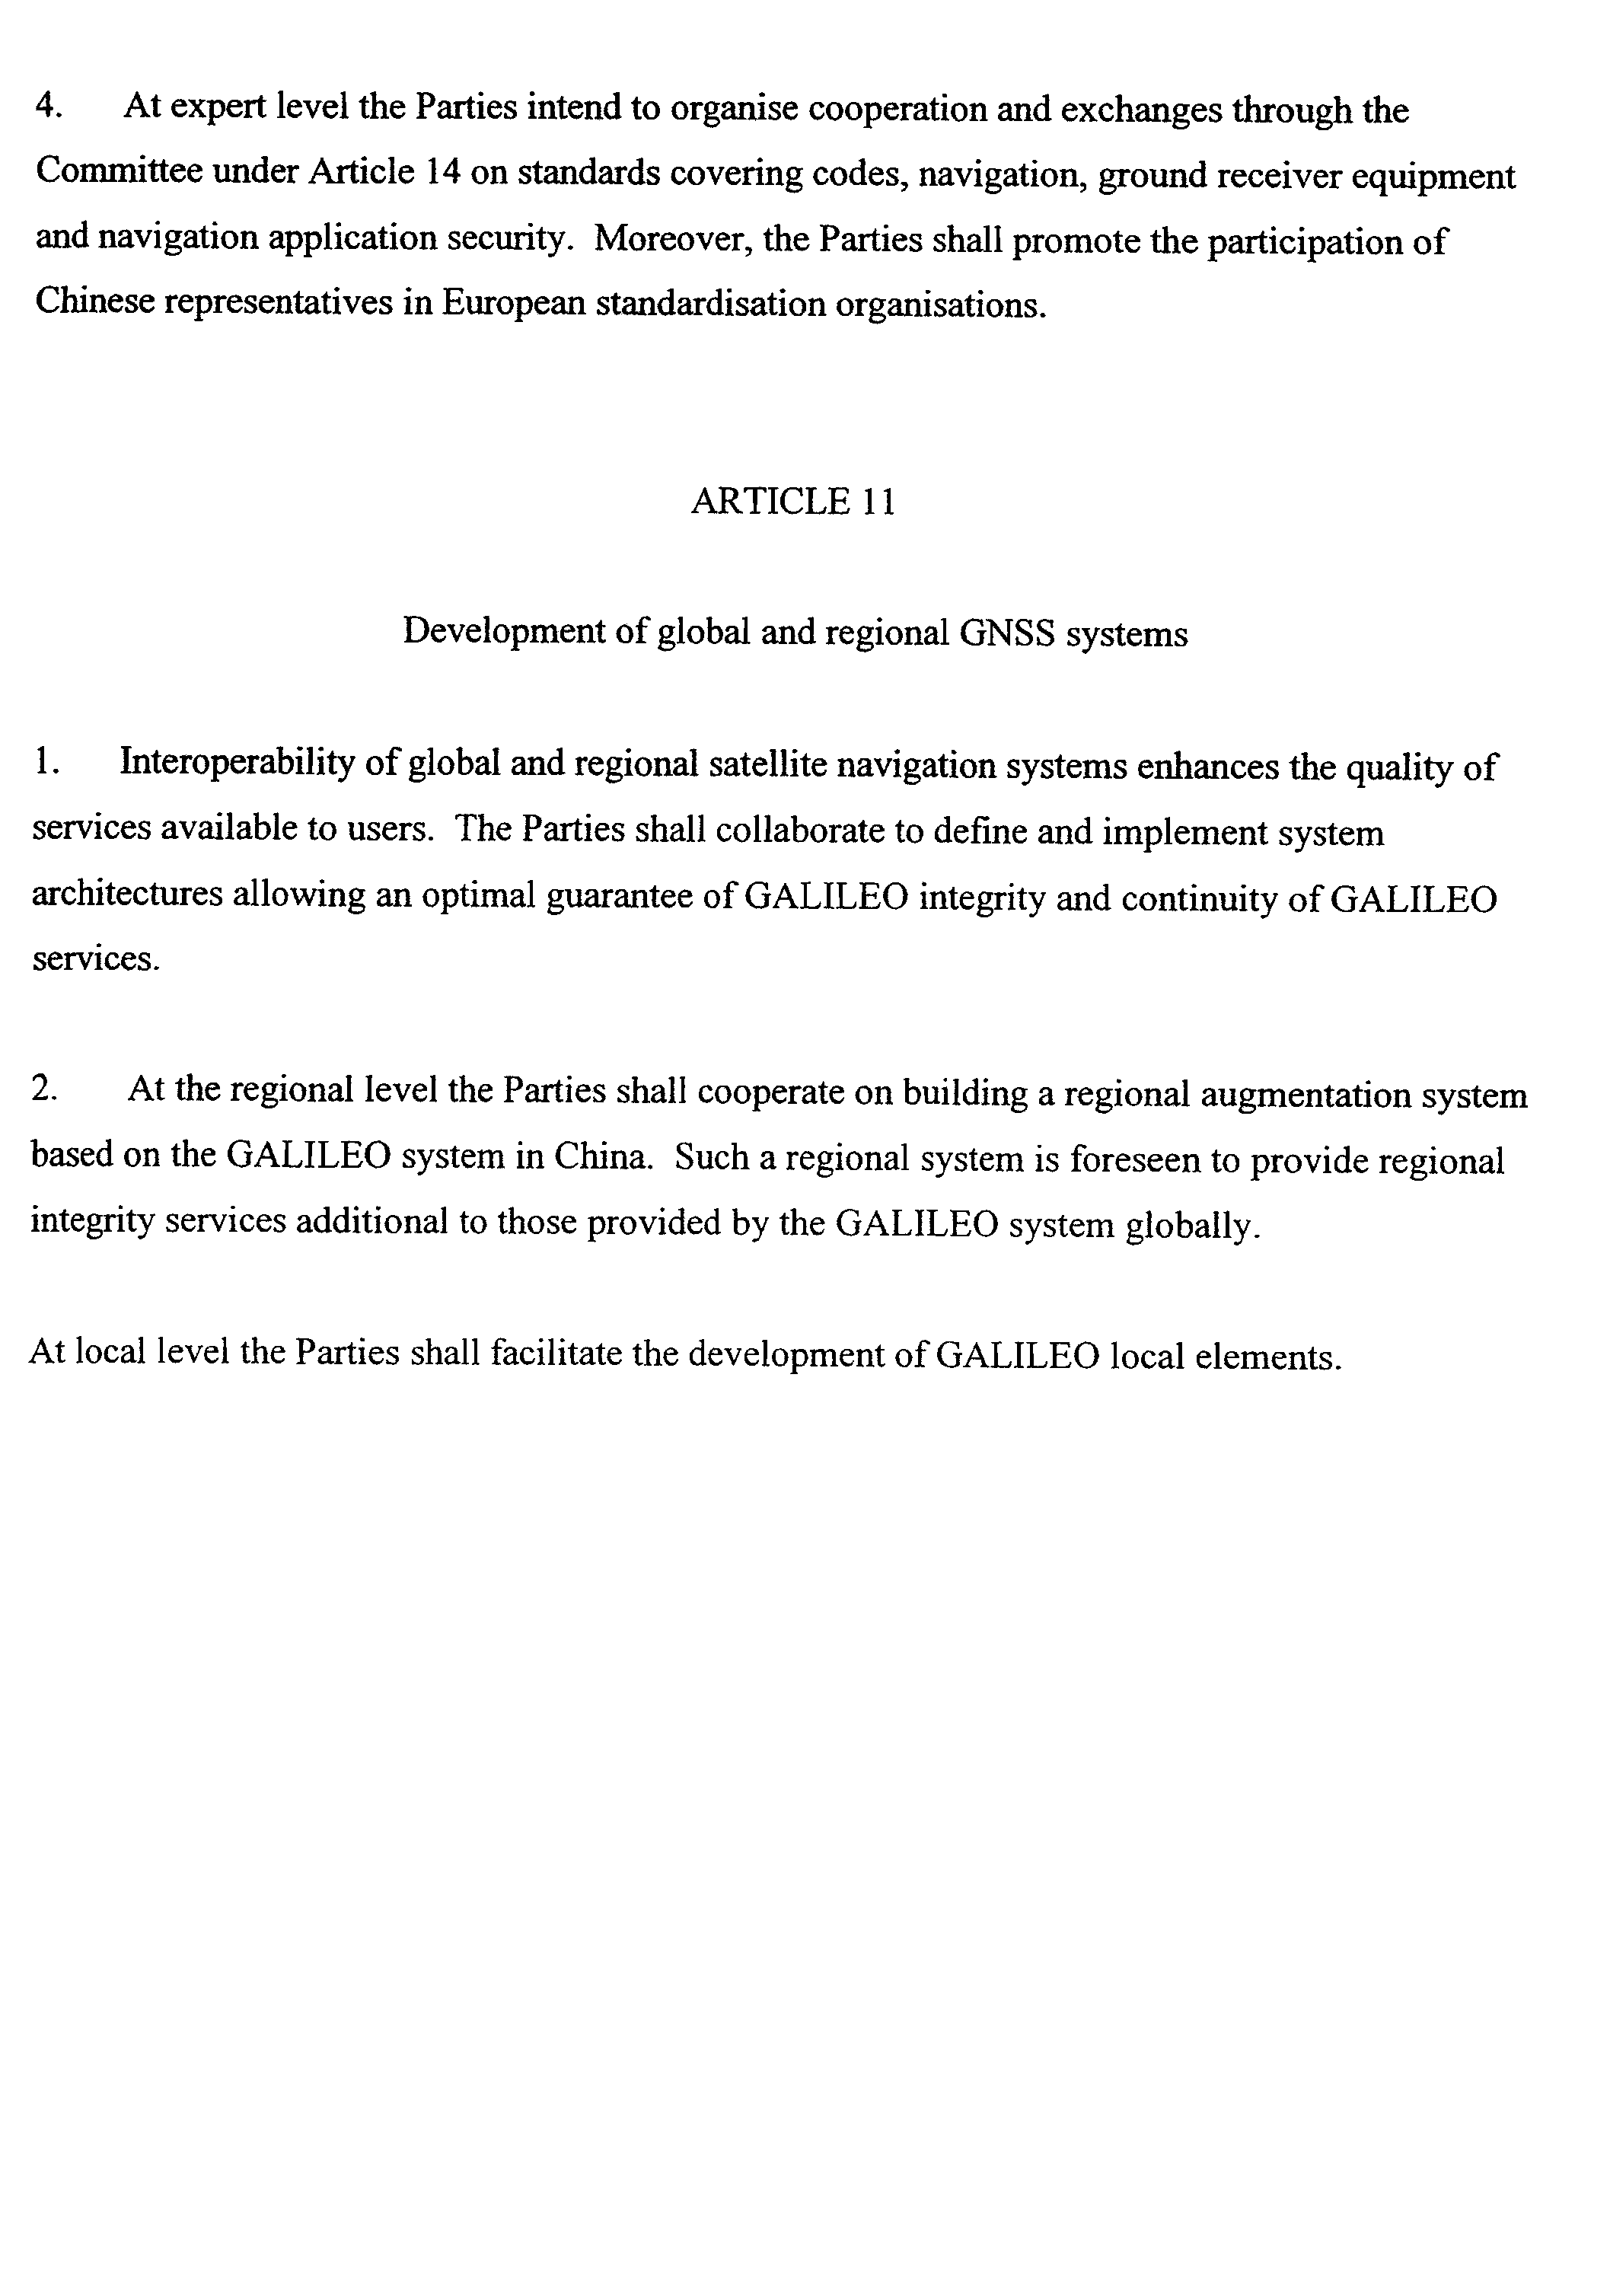 4. At expert level the Parties intend to organise cooperation and exchanges through the
Committee under Article 14 on standards covering codes, navigation, ground receiver equipment
and navigation application security. Moreover, the Parties shall promote the participation of
Chinese representatives in European standardisation organisations.
ARTICLE 11
Development of global and regional GNSS systems
1. Interoperability of global and regional satellite navigation systems enhances the quality of
services available to users. The Parties shall collaborate to define and implement system
architectures allowing an optimal guarantee of GALILEO integrity and continuity of GALILEO
services.
2. At the regional level the Parties shall cooperate on building a regional augmentation system
based on the GALILEO system in China. Such a regional system is foreseen to provide regional
integrity services additional to those provided by the GALILEO system globally.
At local level the Parties shall facilitate the development of GALILEO local elements.